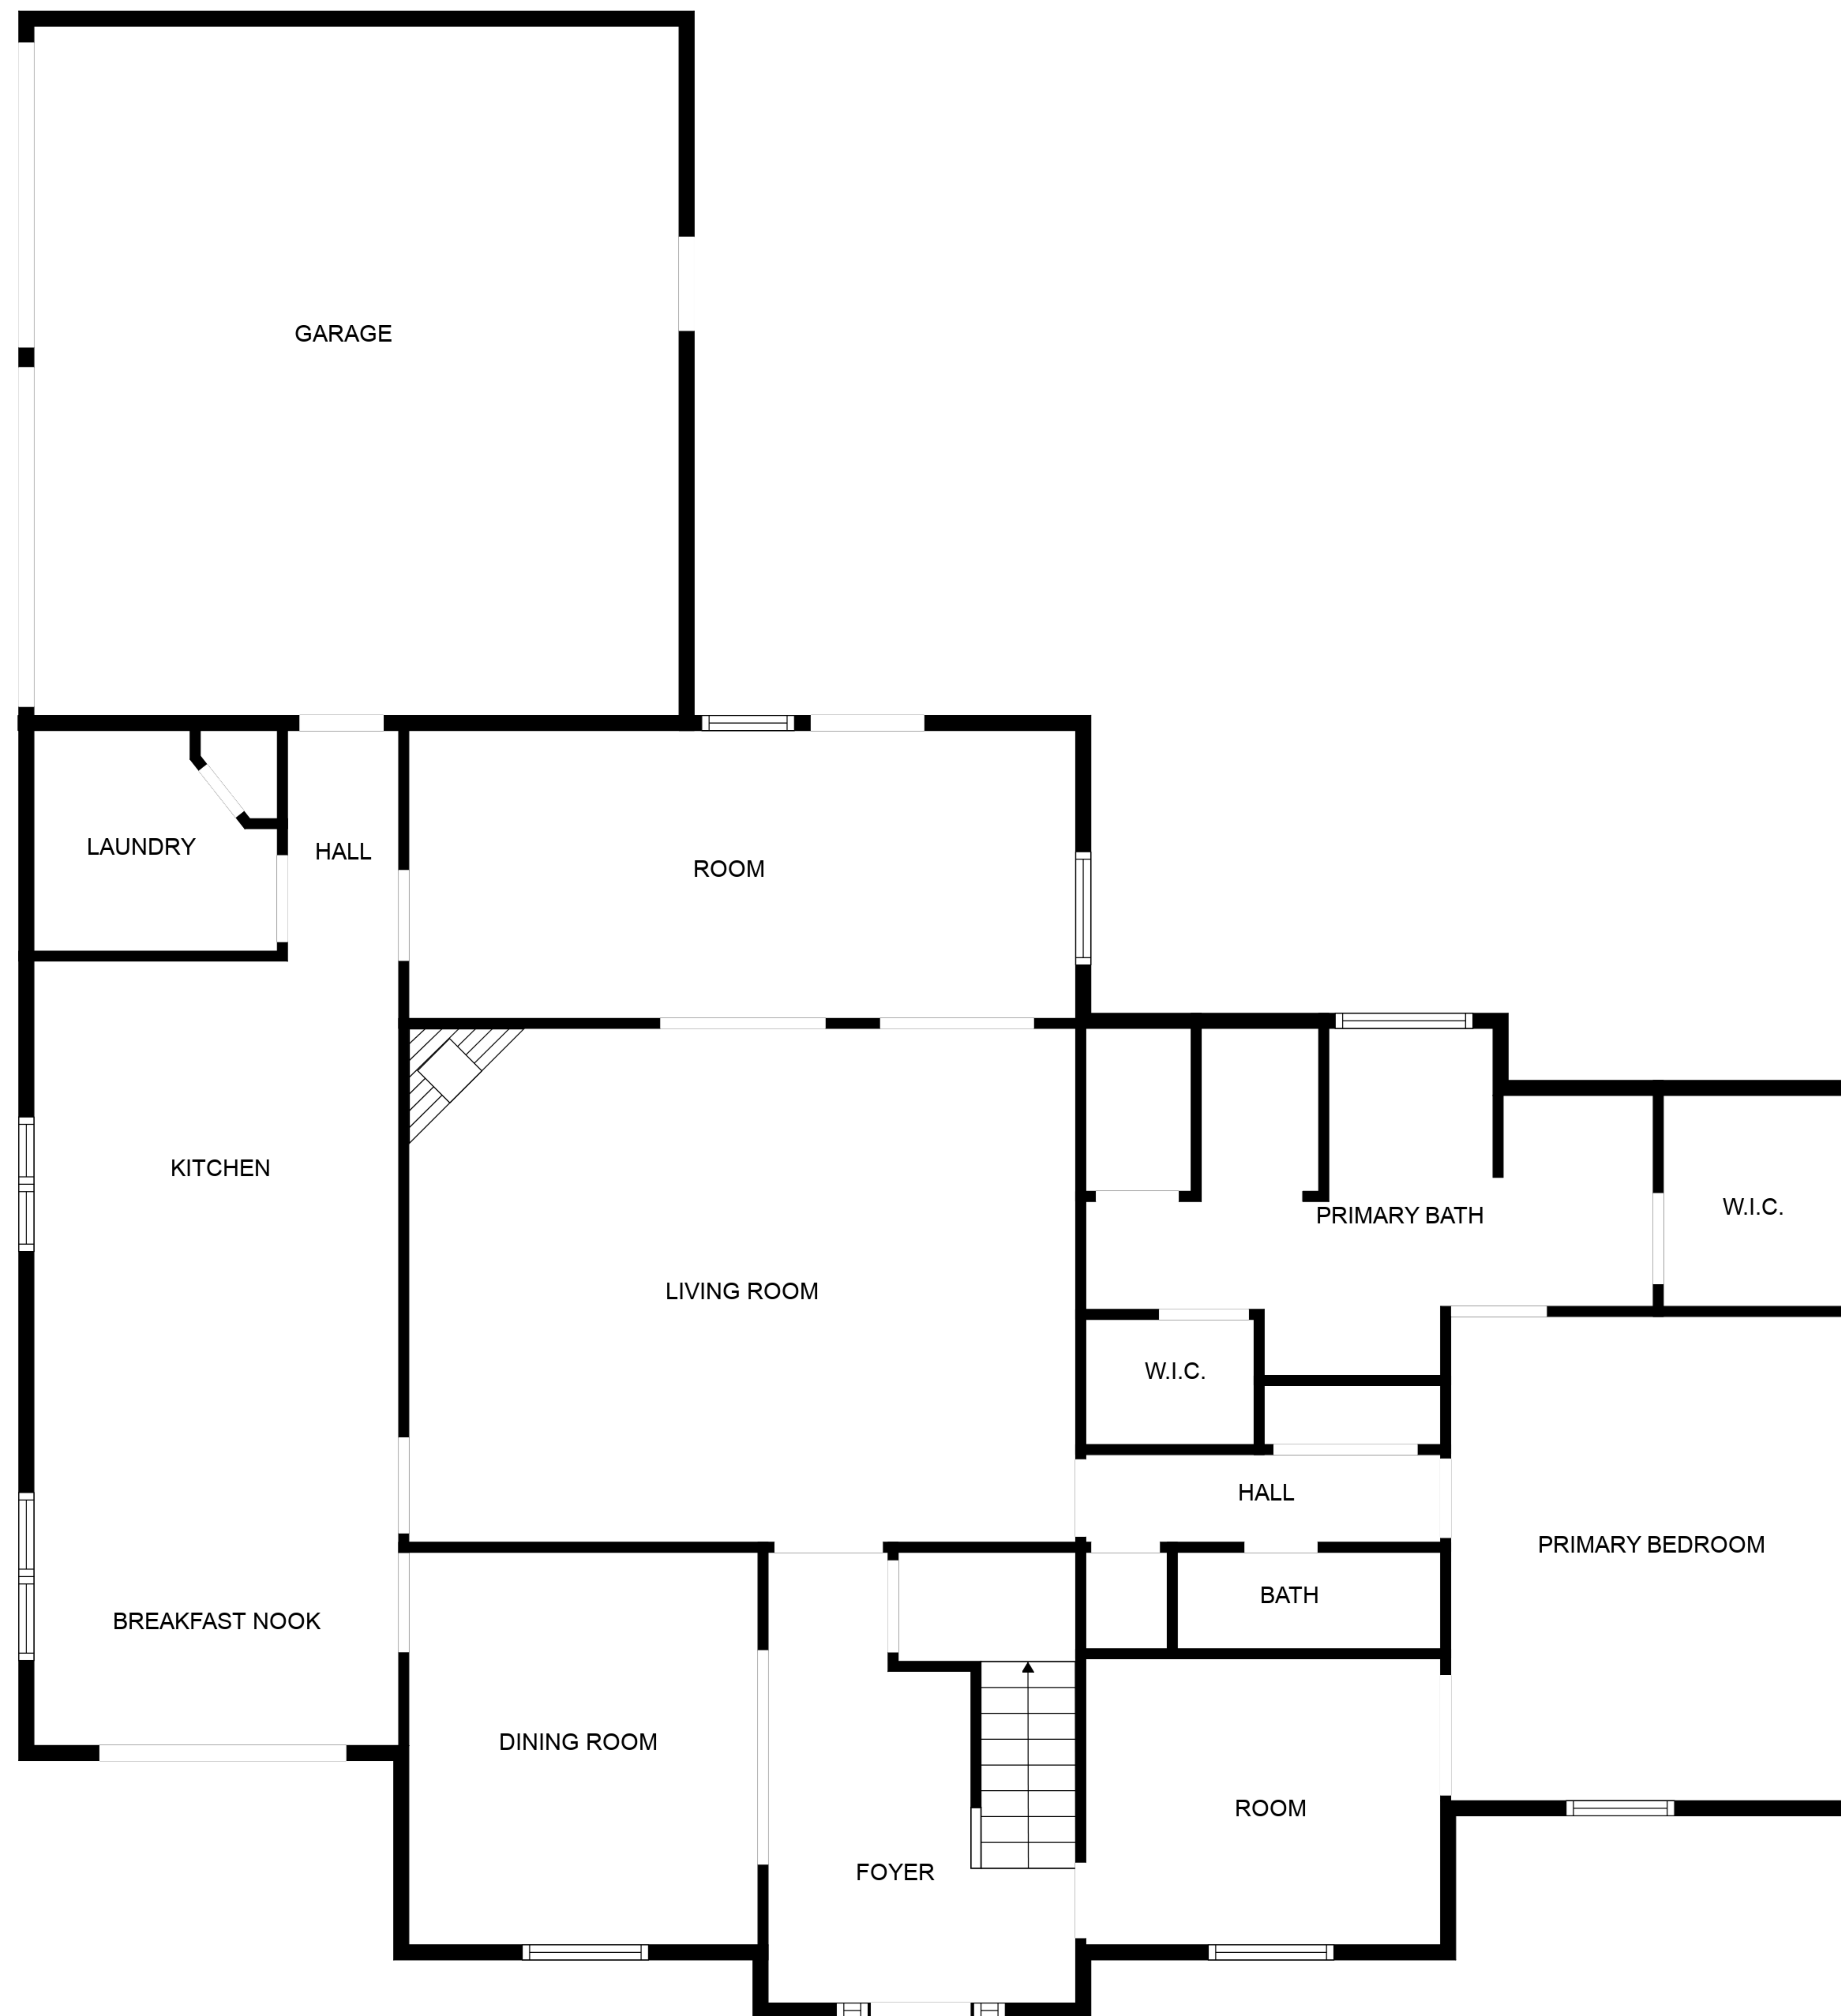 GARAGE
LAUNDRY
HALL
ROOM
KITCHEN
W.I.C.
PRIMARY BATH
LIVING ROOM
W.I.C.
HALL
PRIMARY BEDROOM
BATH
BREAKFAST NOOK
DINING ROOM
ROOM
FOYER